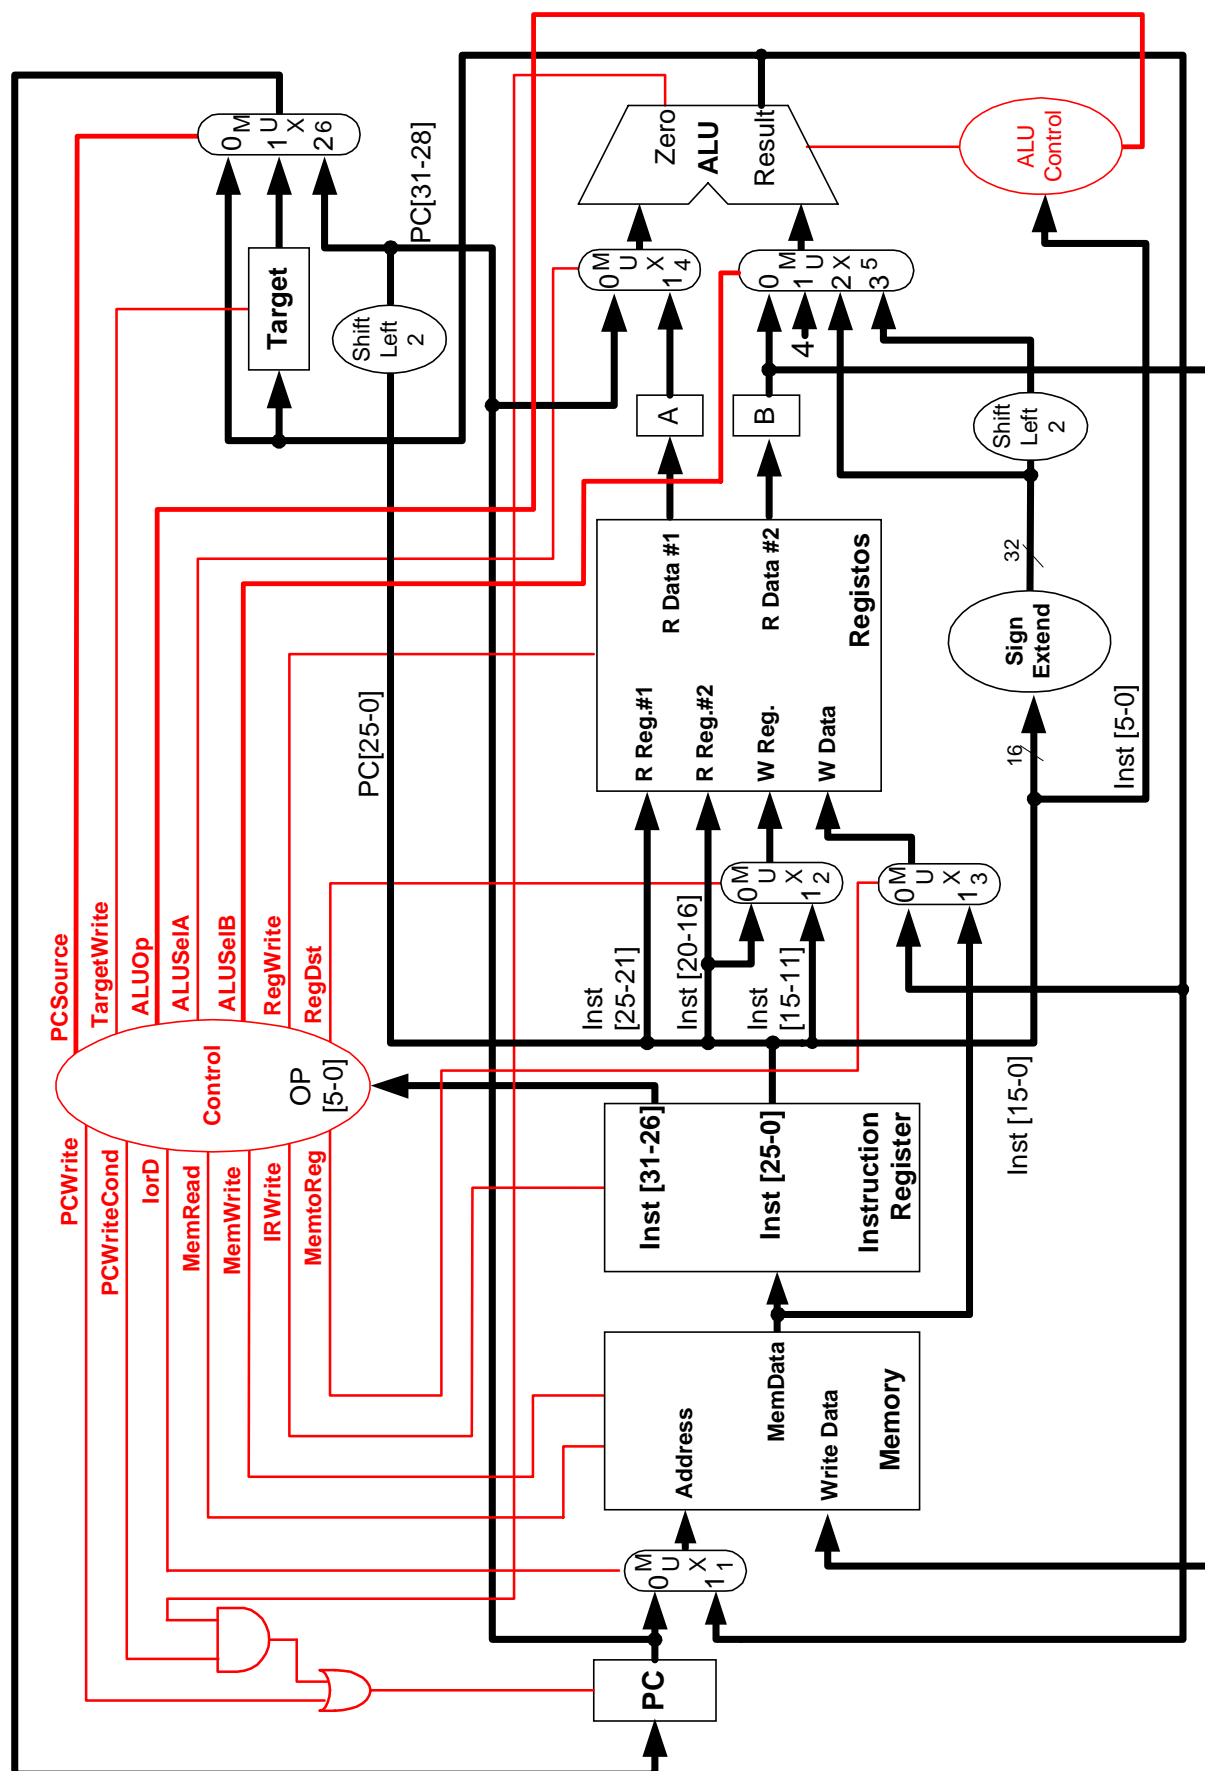 PCWrite
PCWriteCond
IorD
MemRead
MemWrite
IRWrite
MemtoReg
Control
OP
[5-0]
PCSource
TargetWrite
ALUOp
ALUSelA
ALUSelB
RegWrite
RegDst
PC
0
M
U
X
1
1
Address
MemData
Write Data
Memory
Inst [31-26]
Inst [25-0]
Instruction
Register
Inst
[25-21]
Inst [20-16]
Inst
[15-11]
Inst [15-0]
0
M
U
X
1
2
0
M
U
X
1
3
R Reg.#1
R Reg.#2
W Reg.
W Data
R Data #1
R Data #2
Registos
PC[25-0]
16
Sign
Extend
32
Inst [5-0]
Shift
Left
2
A
B
4
0
M
U
X
1
4
0
M
1
U
2
X
3
5
Zero
ALU
Result
ALU
Control
Shift
Left
2
PC[31-28]
Target
0
M
1
U
X
2
6